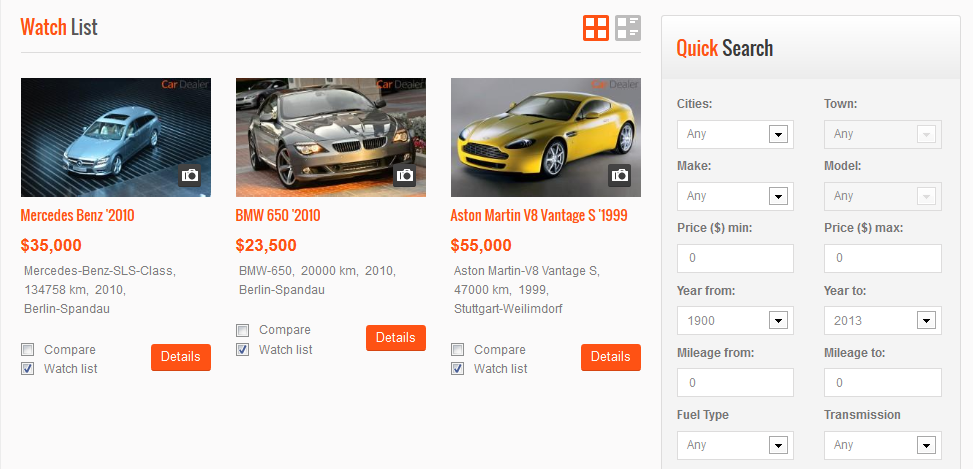 Watch List
Car Dealer
Car Dealer
Car Dealer
Mercedes Benz '2010
$35,000
Mercedes-Benz-SLS-Class,
134758 km, 2010,
Berlin-Spandau
Compare
Watch list
Details
BMW 650 '2010
$23,500
BMW-650, 20000 km, 2010,
Berlin-Spandau
Compare
Watch list
Details
Aston Martin V8 Vantage S '1999
$55,000
Aston Martin-V8 Vantage S,
47000 km, 1999,
Stuttgart-Weilimdorf
Compare
Watch list
Details
Quick Search
Cities: Town:
Any Any
Make: Model:
Any Any
Price ($) min: Price ($) max:
0 0
Year from: Year to:
1900 2013
Mileage from: Mileage to:
0 0
Fuel Type Transmission
Any Any